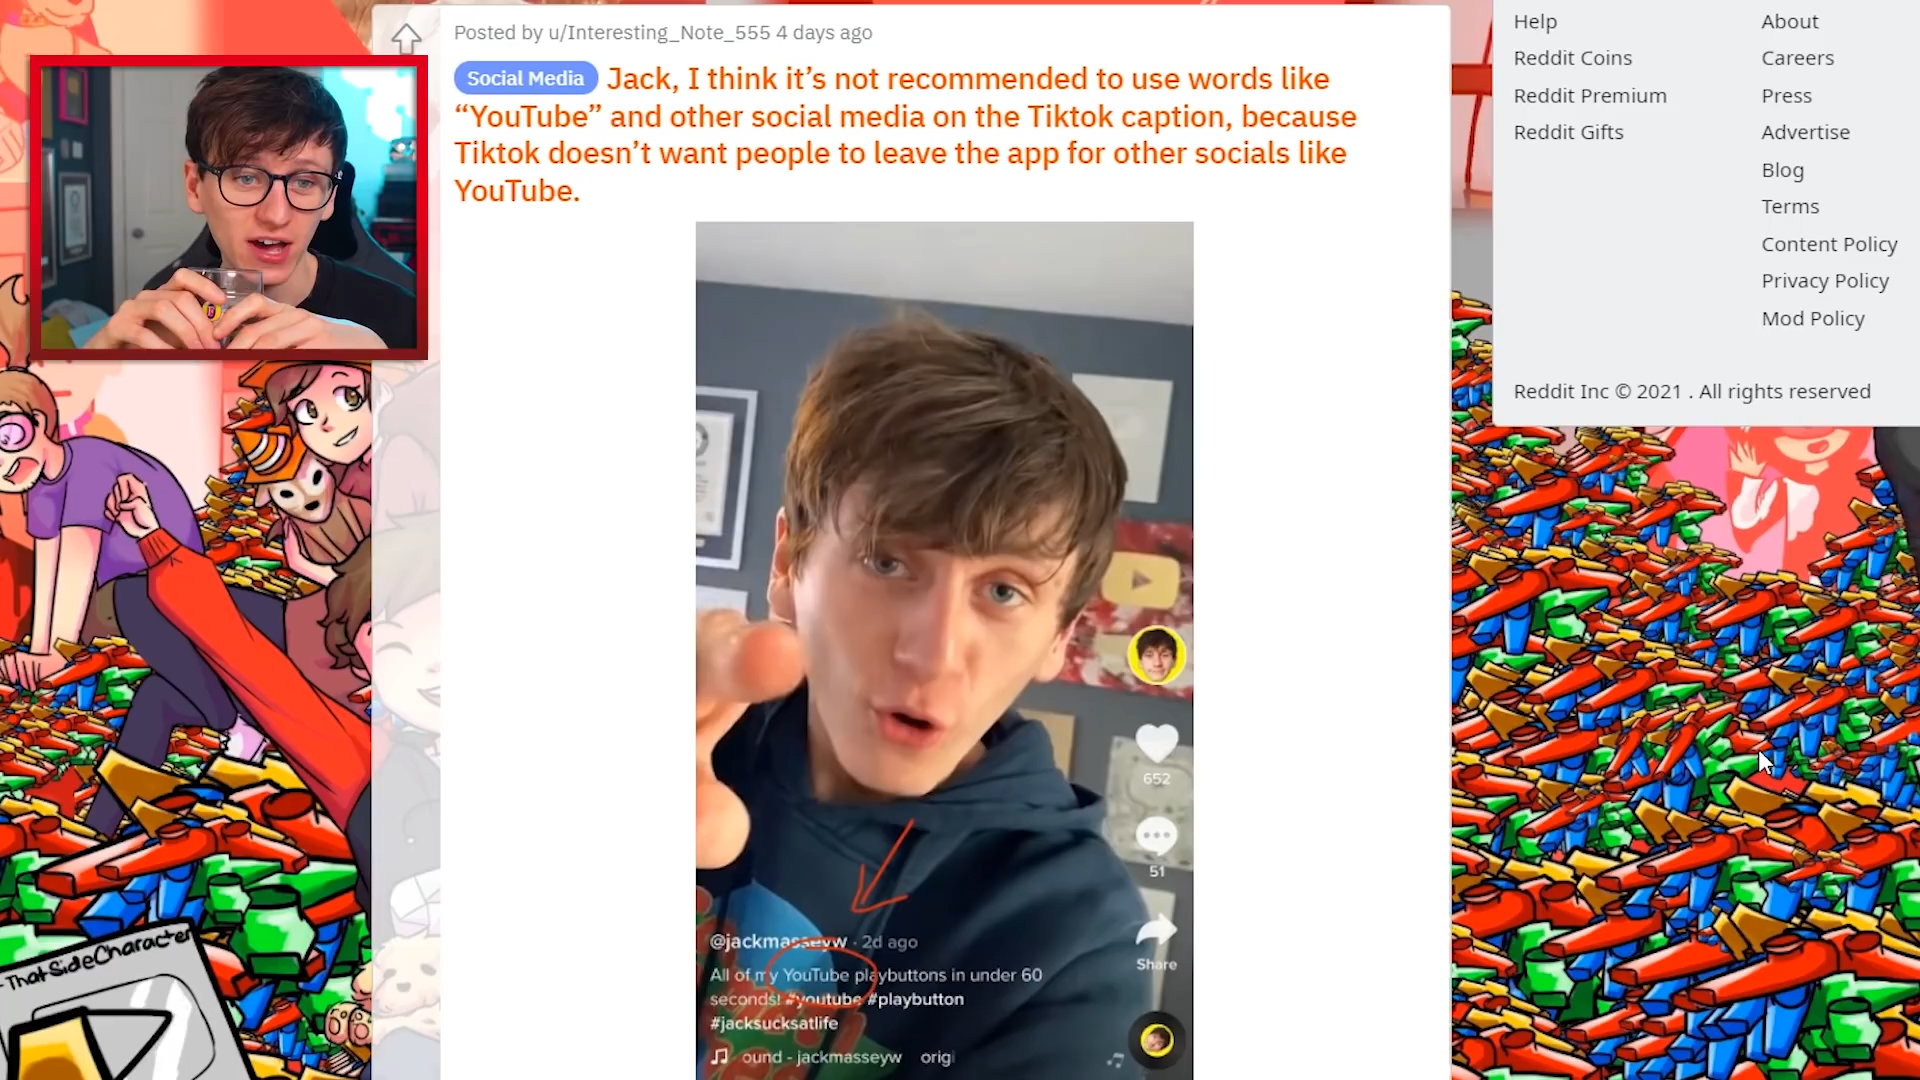 Posted by u/Interesting_Note_555 4 days ago
Social Media Jack, I think it’s not recommended to use words like
“YouTube” and other social media on the Tiktok caption, because
Tiktok doesn’t want people to leave the app for other socials like
YouTube.
652
51
Share
@jackmasseyw · 2d ago
All of my YouTube playbuttons in under 60
seconds! #youtube #playbutton
#jacksucksatlife
ound - jackmasseyw origi
Help
Reddit Coins
Reddit Premium
Reddit Gifts
About
Careers
Press
Advertise
Blog
Terms
Content Policy
Privacy Policy
Mod Policy
Reddit Inc © 2021 . All rights reserved
-ThatSideCharacter